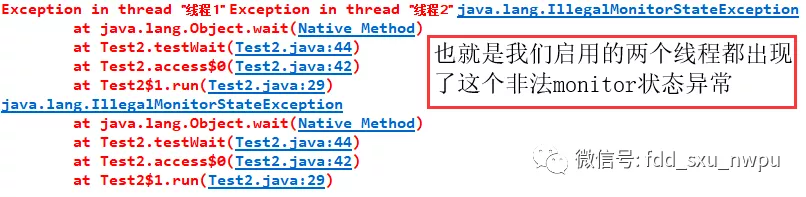 Exception in thread "线程1" Exception in thread "线程2" java.lang.IllegalMonitorStateException
at java.lang.Object.wait(Native Method)
at Test2.testWait(Test2.java:44)
at Test2.access$0(Test2.java:42)
at Test2$1.run(Test2.java:29)
java.lang.IllegalMonitorStateException
at java.lang.Object.wait(Native Method)
at Test2.testWait(Test2.java:44)
at Test2.access$0(Test2.java:42)
at Test2$1.run(Test2.java:29)
也就是我们启用的两个线程都出现
了这个非法monitor状态异常
微信号: fdd_sxu_nwpu